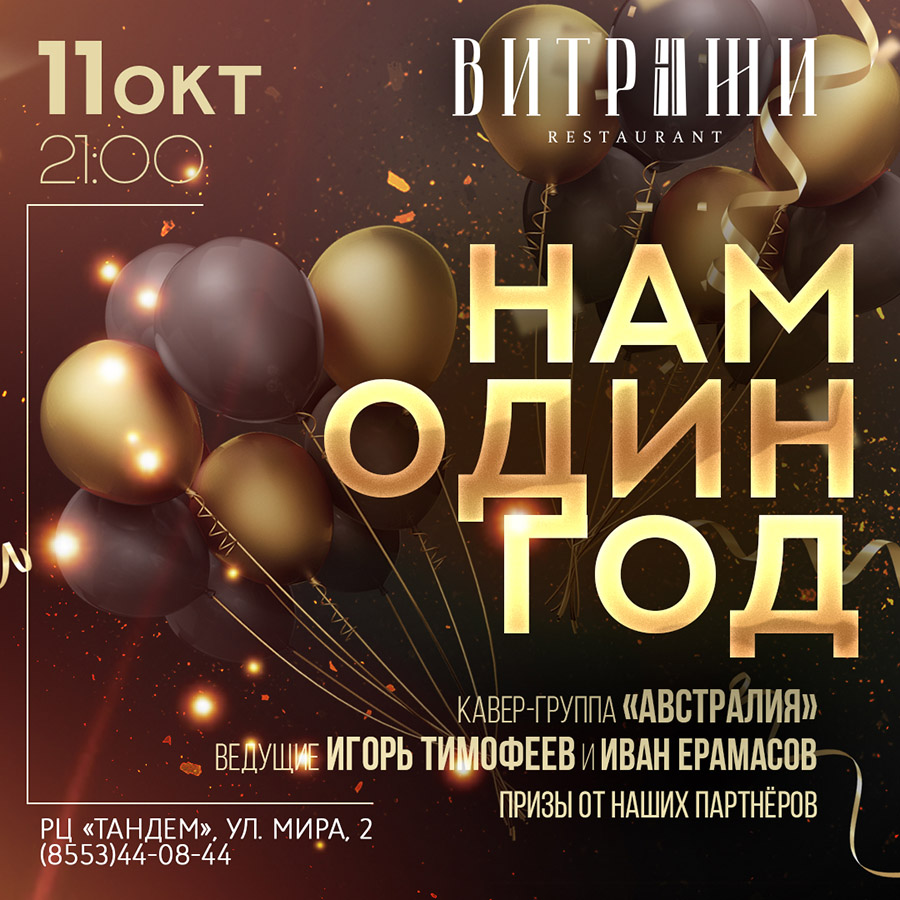 11 ОКТ
21:00
ВИТРАЖИ
RESTAURANT
НАМ
ОДИН
ГОД
КАВЕР-ГРУППА «АВСТРАЛИЯ»
ВЕДУЩИЕ ИГОРЬ ТИМОФЕЕВ И ИВАН ЕРАМАСОВ
ПРИЗЫ ОТ НАШИХ ПАРТНЁРОВ
РЦ «ТАНДЕМ», УЛ. МИРА, 2
(8553)44-08-44